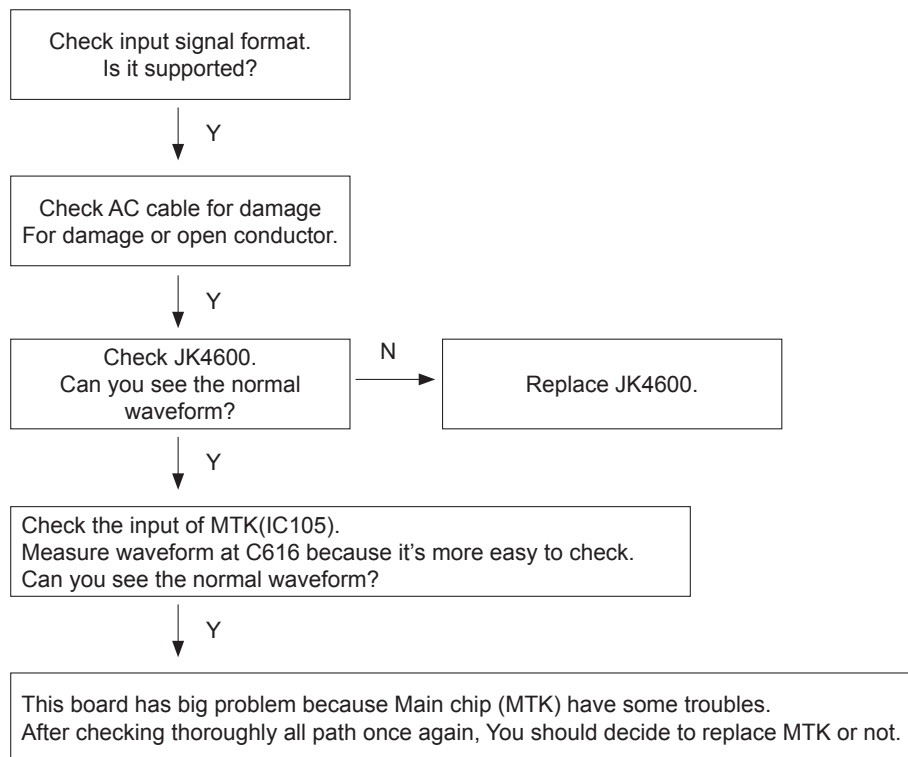 Check input signal format.
Is it supported?
Y
Check AC cable for damage
For damage or open conductor.
Y
Check JK4600.
Can you see the normal
waveform?
N
Replace JK4600.
Y
Check the input of MTK(IC105).
Measure waveform at C616 because it's more easy to check.
Can you see the normal waveform?
Y
This board has big problem because Main chip (MTK) have some troubles.
After checking thoroughly all path once again, You should decide to replace MTK or not.